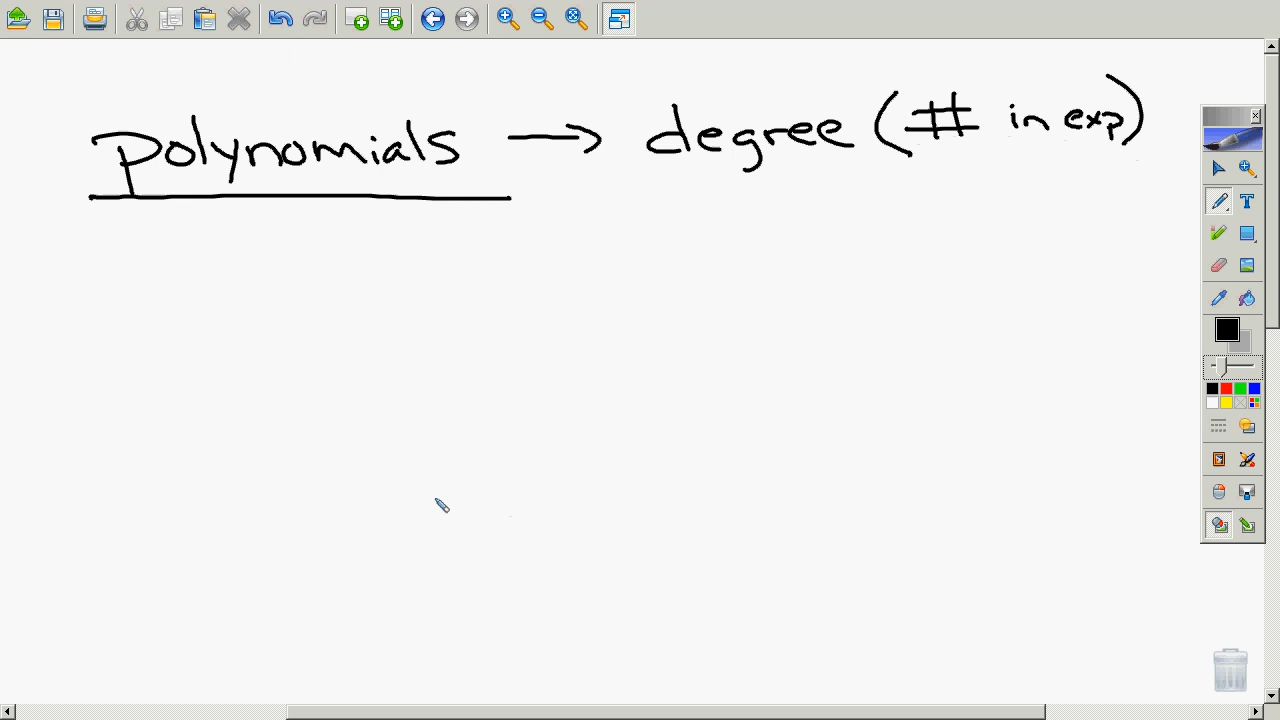 polynomials → degree (# in exp)